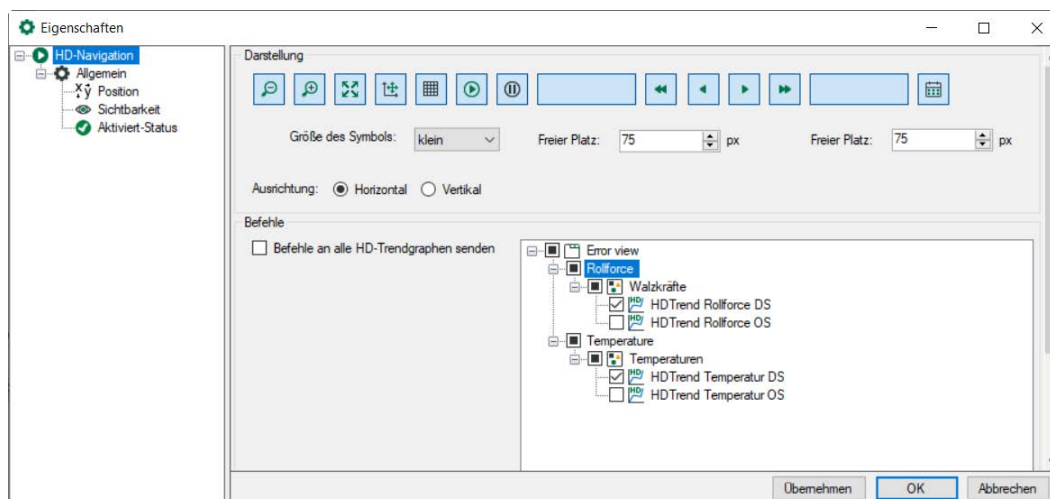 Eigenschaften
HD-Navigation
Allgemein
Position
Sichtbarkeit
Aktiviert-Status
Darstellung
Größe des Symbols: klein Freier Platz: 75 px Freier Platz: 75 px
Ausrichtung: Horizontal Vertikal
Befehle
Befehle an alle HD-Trendgraphen senden
Error view
Rollforce
Walzkräfte
HDTrend Rollforce DS
HDTrend Rollforce OS
Temperature
Temperaturen
HDTrend Temperatur DS
HDTrend Temperatur OS
Übernehmen OK Abbrechen